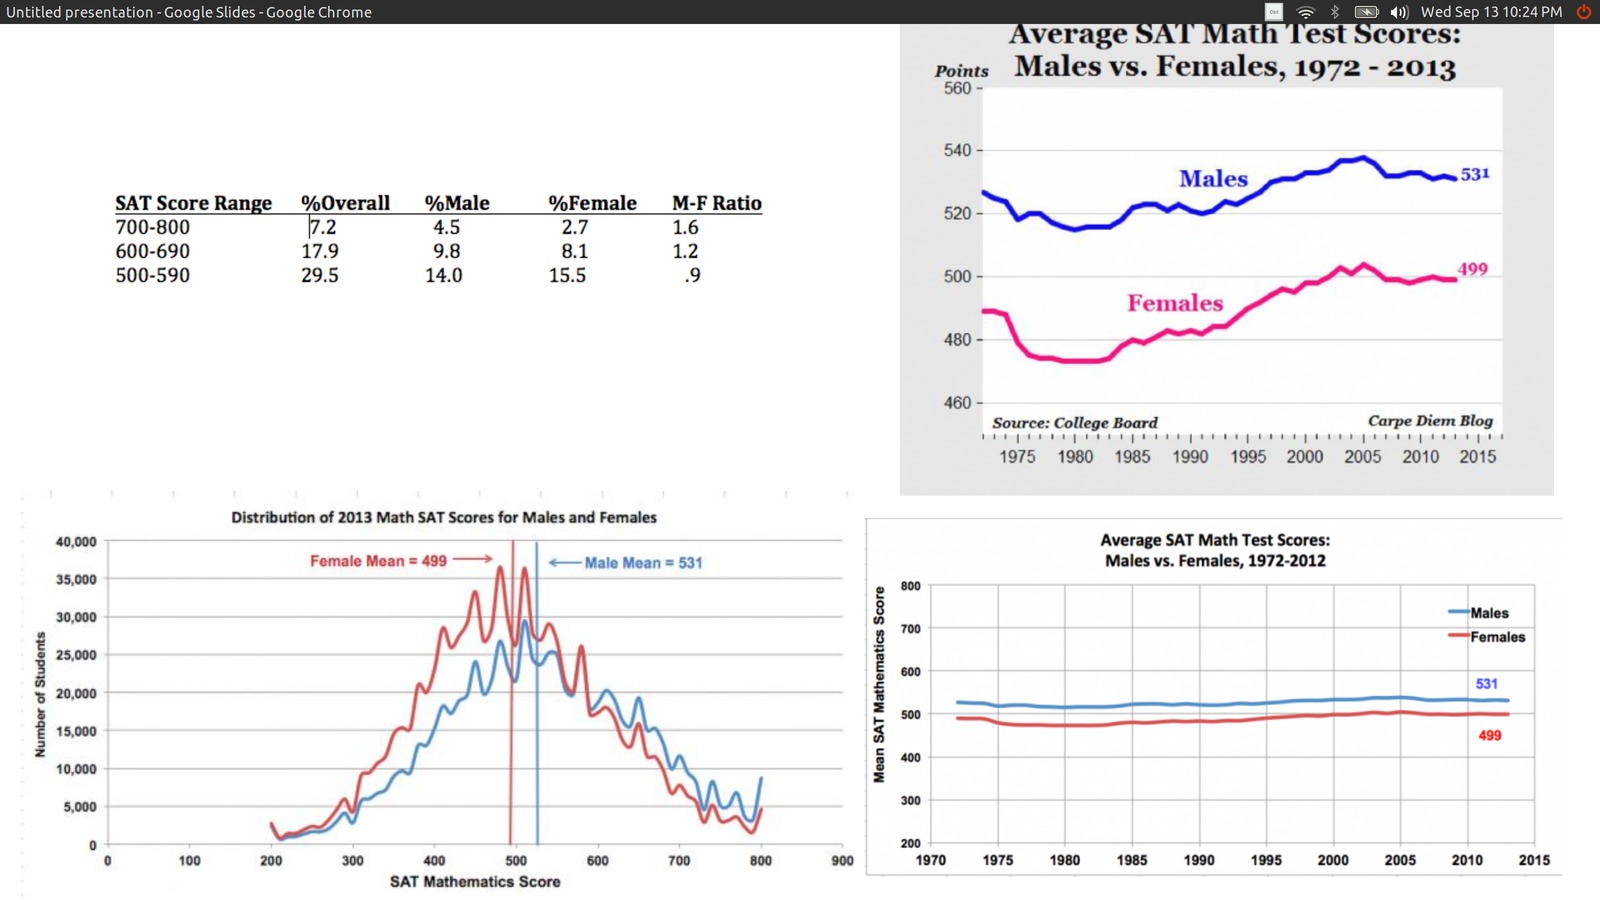 Untitled presentation - Google Slides - Google Chrome
Wed Sep 13 10:24 PM
SAT Score Range %Overall %Male %Female M-F Ratio
700-800 7.2 4.5 2.7 1.6
600-690 17.9 9.8 8.1 1.2
500-590 29.5 14.0 15.5 .9
Average SAT Math Test Scores:
Males vs. Females, 1972 - 2013
Points
560
540
520
500
480
460
Males
531
Females
499
Source: College Board
Carpe Diem Blog
1975 1980 1985 1990 1995 2000 2005 2010 2015
Distribution of 2013 Math SAT Scores for Males and Females
Number of Students
40,000
35,000
30,000
25,000
20,000
15,000
10,000
5,000
0
Female Mean = 499
Male Mean = 531
0 100 200 300 400 500 600 700 800 900
SAT Mathematics Score
Average SAT Math Test Scores:
Males vs. Females, 1972-2012
Mean SAT Mathematics Score
800
700
600
500
400
300
200
Males
Females
531
499
1970 1975 1980 1985 1990 1995 2000 2005 2010 2015